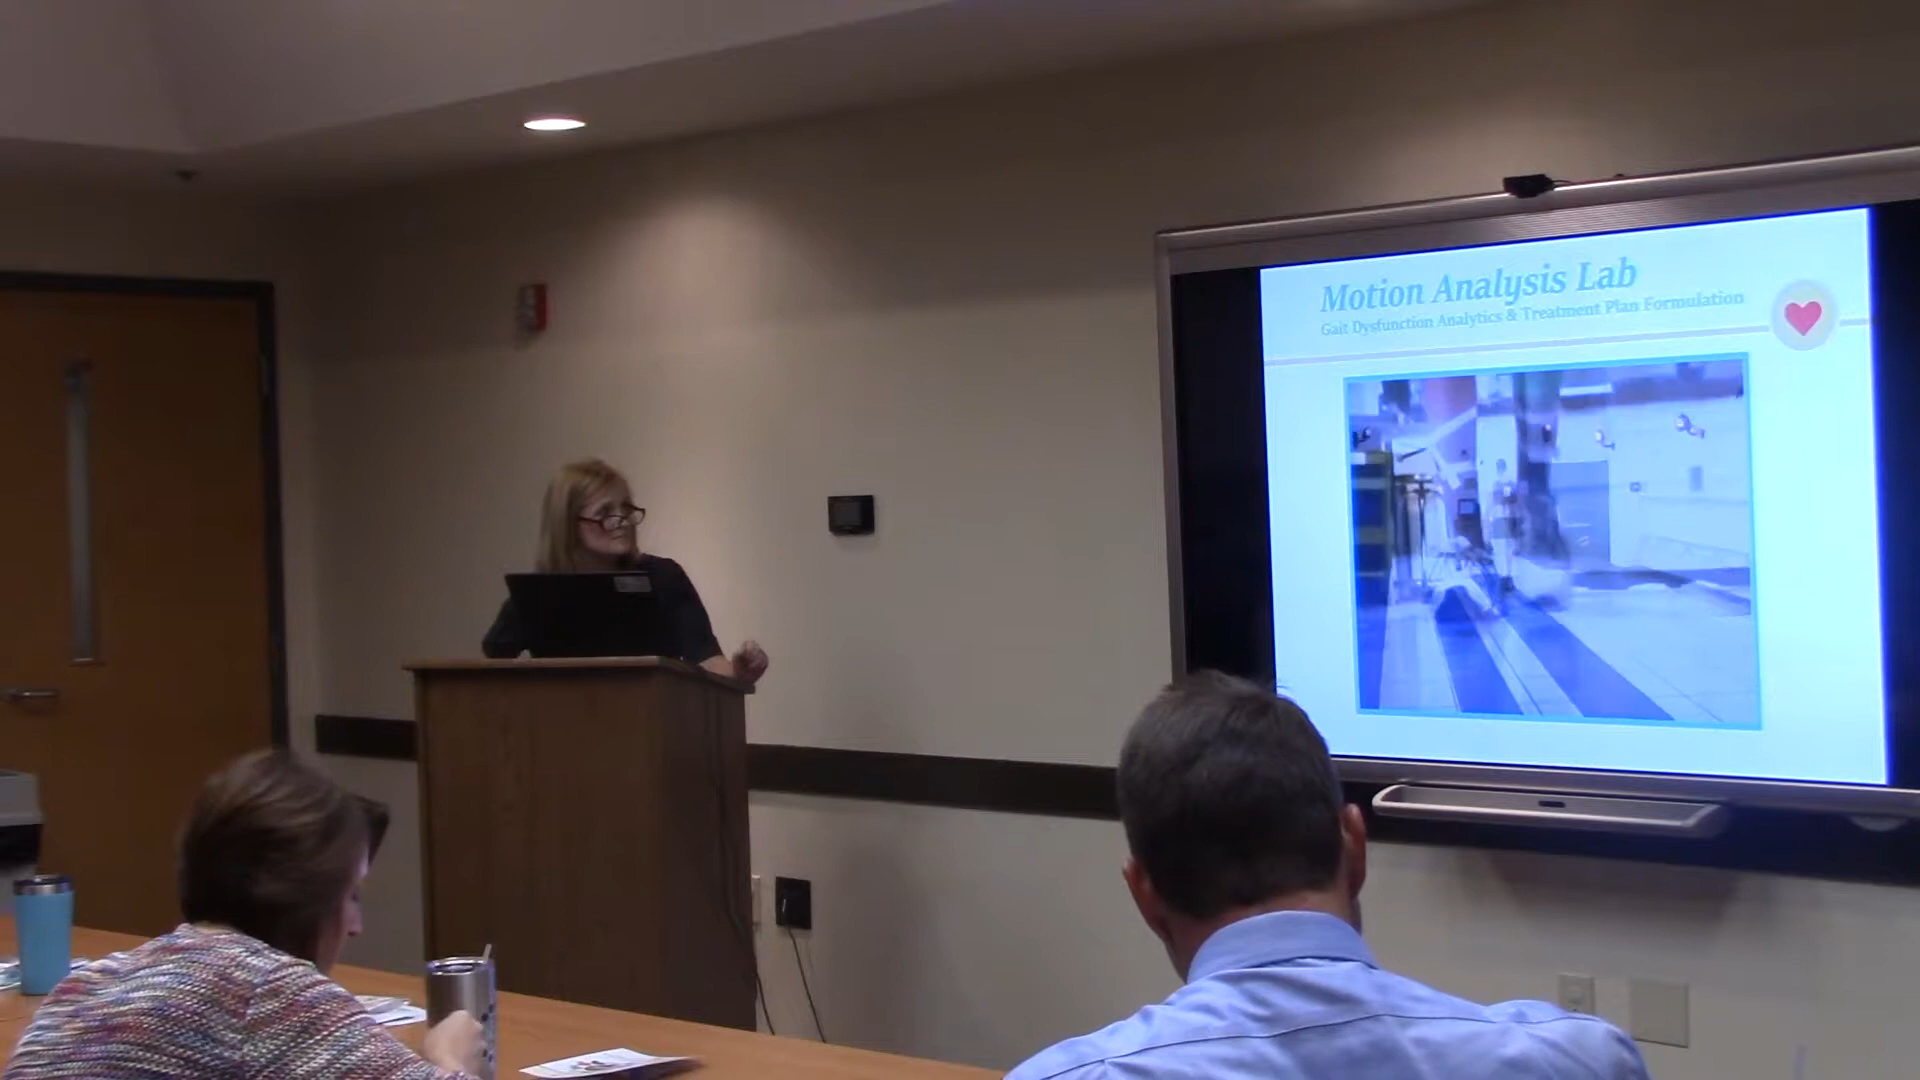 Motion Analysis Lab
Gait Dysfunction Analytics & Treatment Plan Formulation